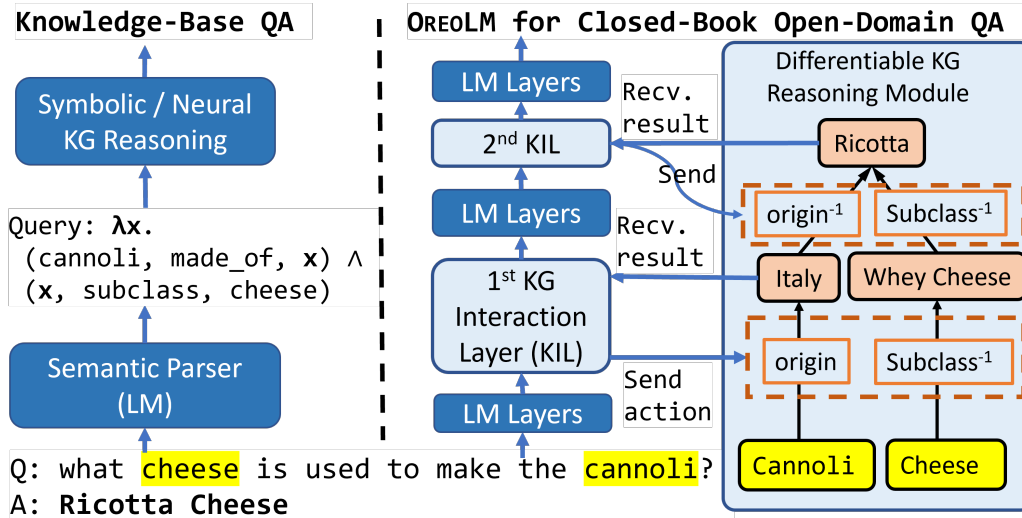 Knowledge-Base QA
Symbolic / Neural
KG Reasoning
Query: λx.
(cannoli, made_of, x) ∧
(x, subclass, cheese)
Semantic Parser
(LM)
OREOLM for Closed-Book Open-Domain QA
LM Layers
2nd KIL
LM Layers
1st KG
Interaction
Layer (KIL)
LM Layers
Recv.
result
Send
Recv.
result
Send
action
Differentiable KG
Reasoning Module
Ricotta
origin-1
Subclass-1
Italy
Whey Cheese
origin
Subclass-1
Cannoli
Cheese
Q: what cheese is used to make the cannoli?
A: Ricotta Cheese